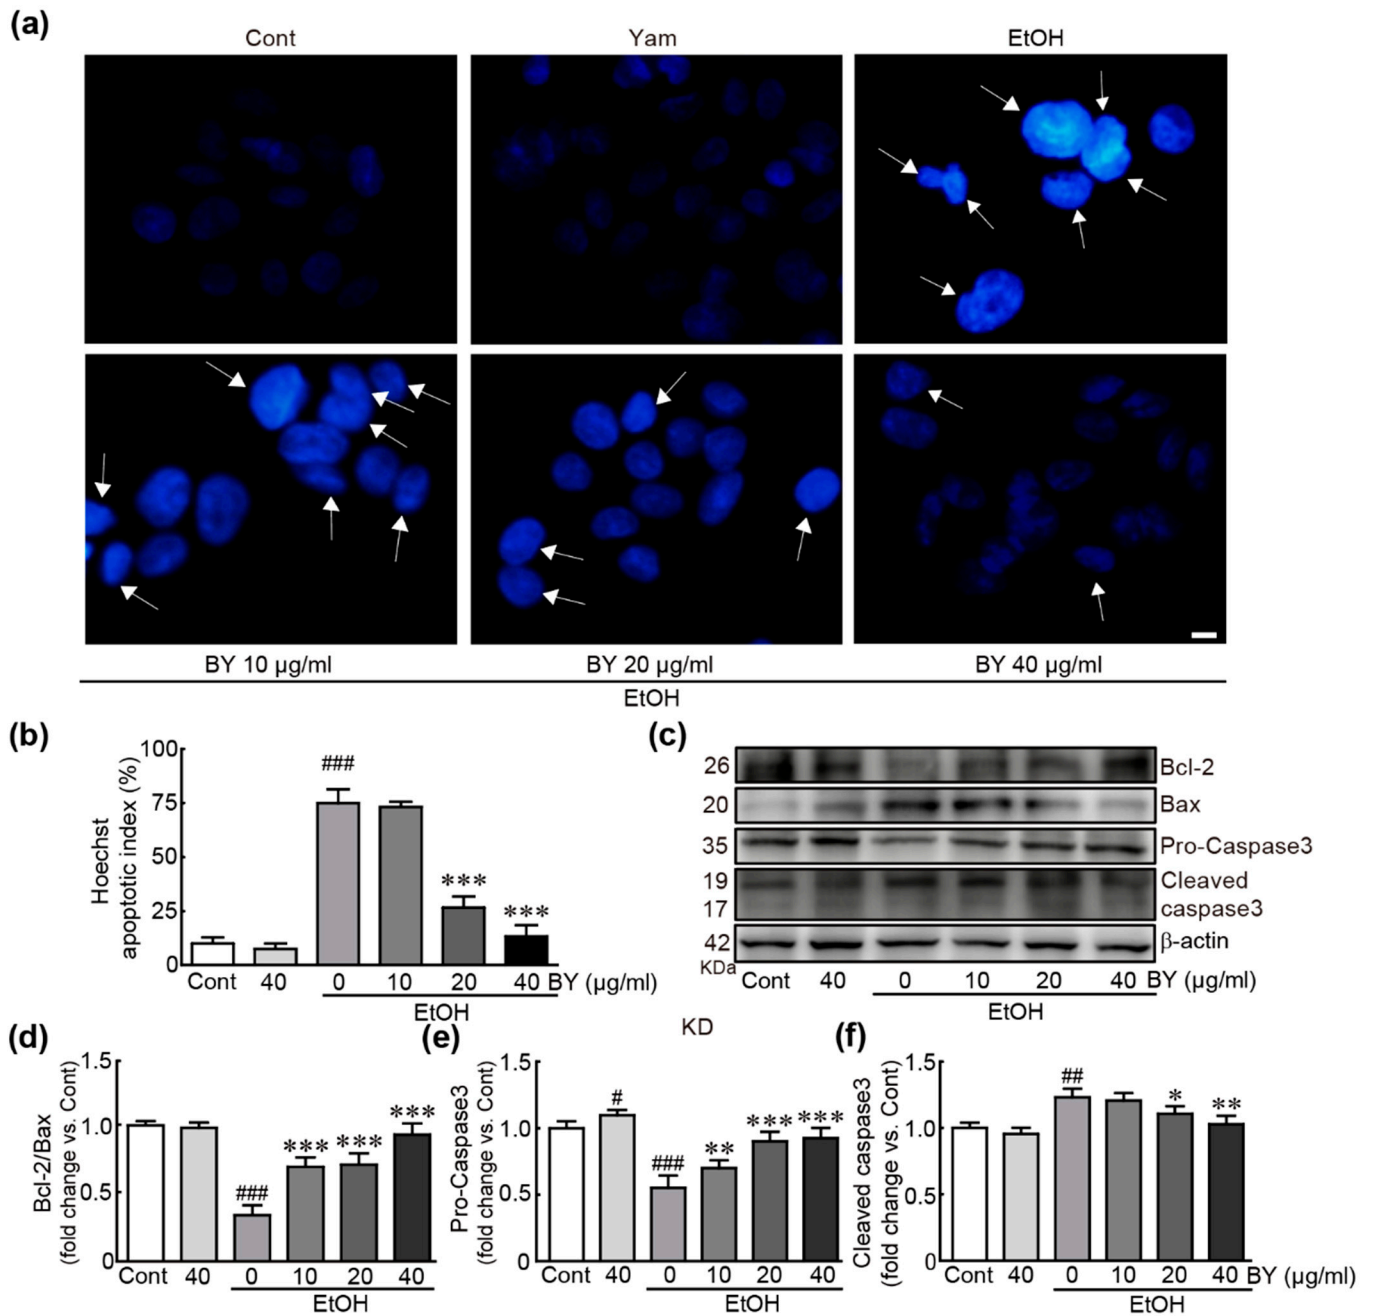 (a)
Cont
Yam
EtOH
BY 10 µg/ml
BY 20 µg/ml
BY 40 µg/ml
EtOH
(b)
Hoechst
apoptotic index (%)
100
75
50
25
0
###
***
***
Cont
40
0
10
20
40
BY (µg/ml)
EtOH
(c)
26
Bcl-2
20
Bax
35
Pro-Caspase3
19
Cleaved
17
caspase3
42
β-actin
KDa
Cont
40
0
10
20
40
BY (µg/ml)
EtOH
KD
(d)
Bcl-2/Bax
(fold change vs. Cont)
1.5
1.0
0.5
0
###
***
***
***
Cont
40
0
10
20
40
EtOH
(e)
Pro-Caspase3
(fold change vs. Cont)
1.5
1.0
0.5
0
#
###
**
***
***
Cont
40
0
10
20
40
EtOH
(f)
Cleaved caspase3
(fold change vs. Cont)
1.5
1.0
0.5
0
##
*
**
Cont
40
0
10
20
40
BY (µg/ml)
EtOH